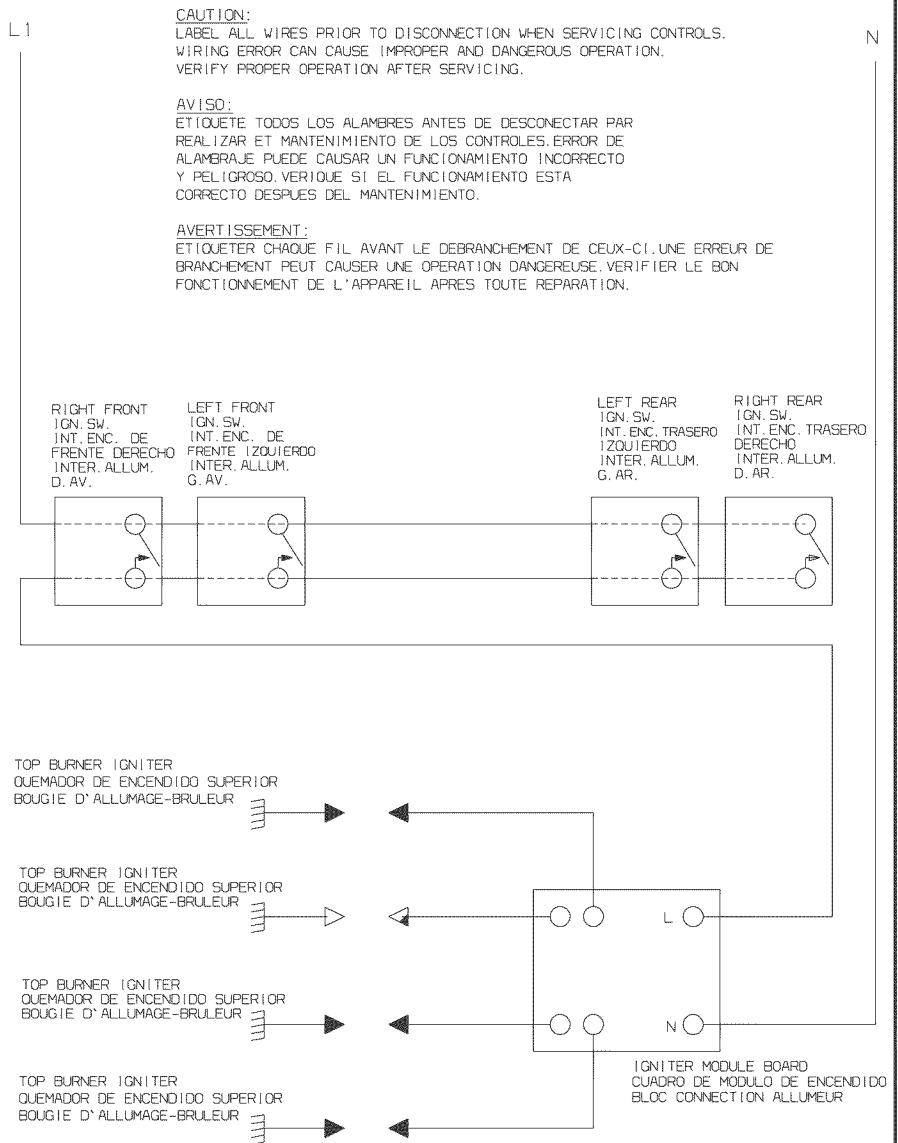 L1
N
CAUTION:
LABEL ALL WIRES PRIOR TO DISCONNECTION WHEN SERVICING CONTROLS.
WIRING ERROR CAN CAUSE IMPROPER AND DANGEROUS OPERATION.
VERIFY PROPER OPERATION AFTER SERVICING.
AVISO:
ETIQUETE TODOS LOS ALAMBRES ANTES DE DESCONECTAR PAR
REALIZAR ET MANTENIMIENTO DE LOS CONTROLES.ERROR DE
ALAMBRAJE PUEDE CAUSAR UN FUNCIONAMIENTO INCORRECTO
Y PELIGROSO.VERIQUE SI EL FUNCIONAMIENTO ESTA
CORRECTO DESPUES DEL MANTENIMIENTO.
AVERTISSEMENT:
ETIQUETER CHAQUE FIL AVANT LE DEBRANCHEMENT DE CEUX-CI.UNE ERREUR DE
BRANCHEMENT PEUT CAUSER UNE OPERATION DANGEREUSE.VERIFIER LE BON
FONCTIONNEMENT DE L'APPAREIL APRES TOUTE REPARATION.
RIGHT FRONT
IGN.SW.
INT.ENC. DE
FRENTE DERECHO
INTER.ALLUM.
D.AV.
LEFT FRONT
IGN.SW.
INT.ENC. DE
FRENTE IZQUIERDO
INTER.ALLUM.
G.AV.
LEFT REAR
IGN.SW.
INT.ENC.TRASERO
IZQUIERDO
INTER.ALLUM.
G.AR.
RIGHT REAR
IGN.SW.
INT.ENC.TRASERO
DERECHO
INTER.ALLUM.
D.AR.
TOP BURNER IGNITER
QUEMADOR DE ENCENDIDO SUPERIOR
BOUGIE D'ALLUMAGE-BRULEUR
TOP BURNER IGNITER
QUEMADOR DE ENCENDIDO SUPERIOR
BOUGIE D'ALLUMAGE-BRULEUR
L
TOP BURNER IGNITER
QUEMADOR DE ENCENDIDO SUPERIOR
BOUGIE D'ALLUMAGE-BRULEUR
N
IGNITER MODULE BOARD
CUADRO DE MODULO DE ENCENDIDO
BLOC CONNECTION ALLUMEUR
TOP BURNER IGNITER
QUEMADOR DE ENCENDIDO SUPERIOR
BOUGIE D'ALLUMAGE-BRULEUR